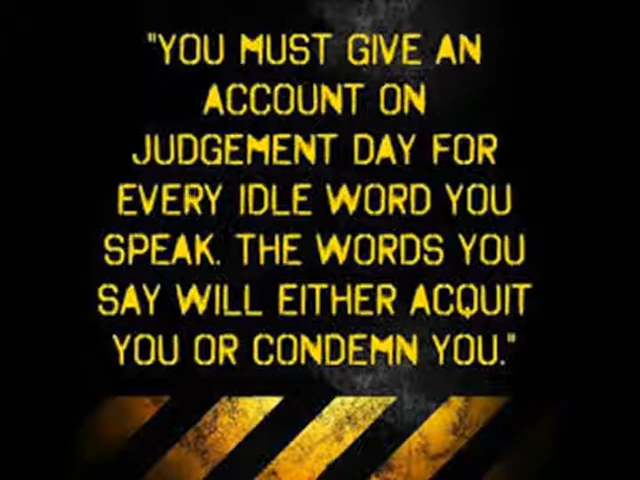 "YOU MUST GIVE AN
ACCOUNT ON
JUDGEMENT DAY FOR
EVERY IDLE WORD YOU
SPEAK. THE WORDS YOU
SAY WILL EITHER ACQUIT
YOU OR CONDEMN YOU."